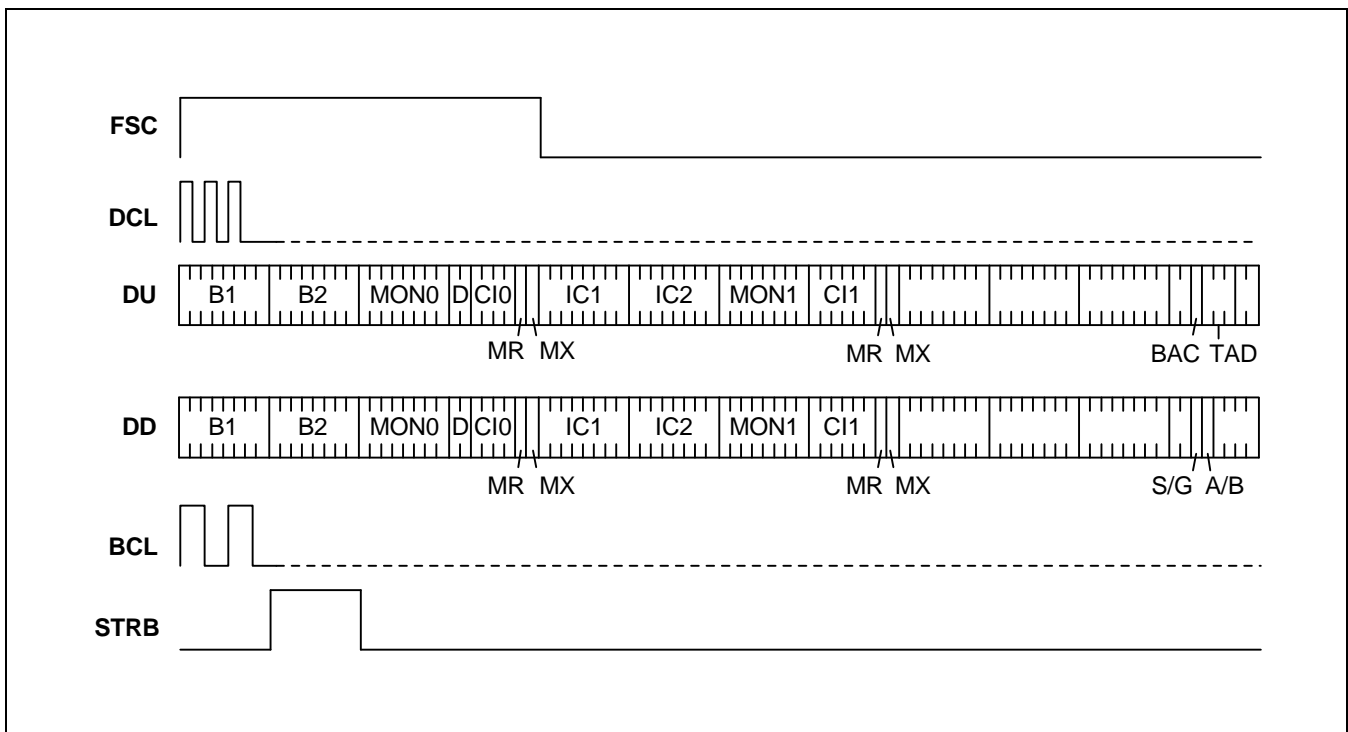 FSC
DCL
DU B1 B2 MON0 D CI0 IC1 IC2 MON1 CI1
MR MX MR MX BAC TAD
DD B1 B2 MON0 D CI0 IC1 IC2 MON1 CI1
MR MX MR MX S/G A/B
BCL
STRB